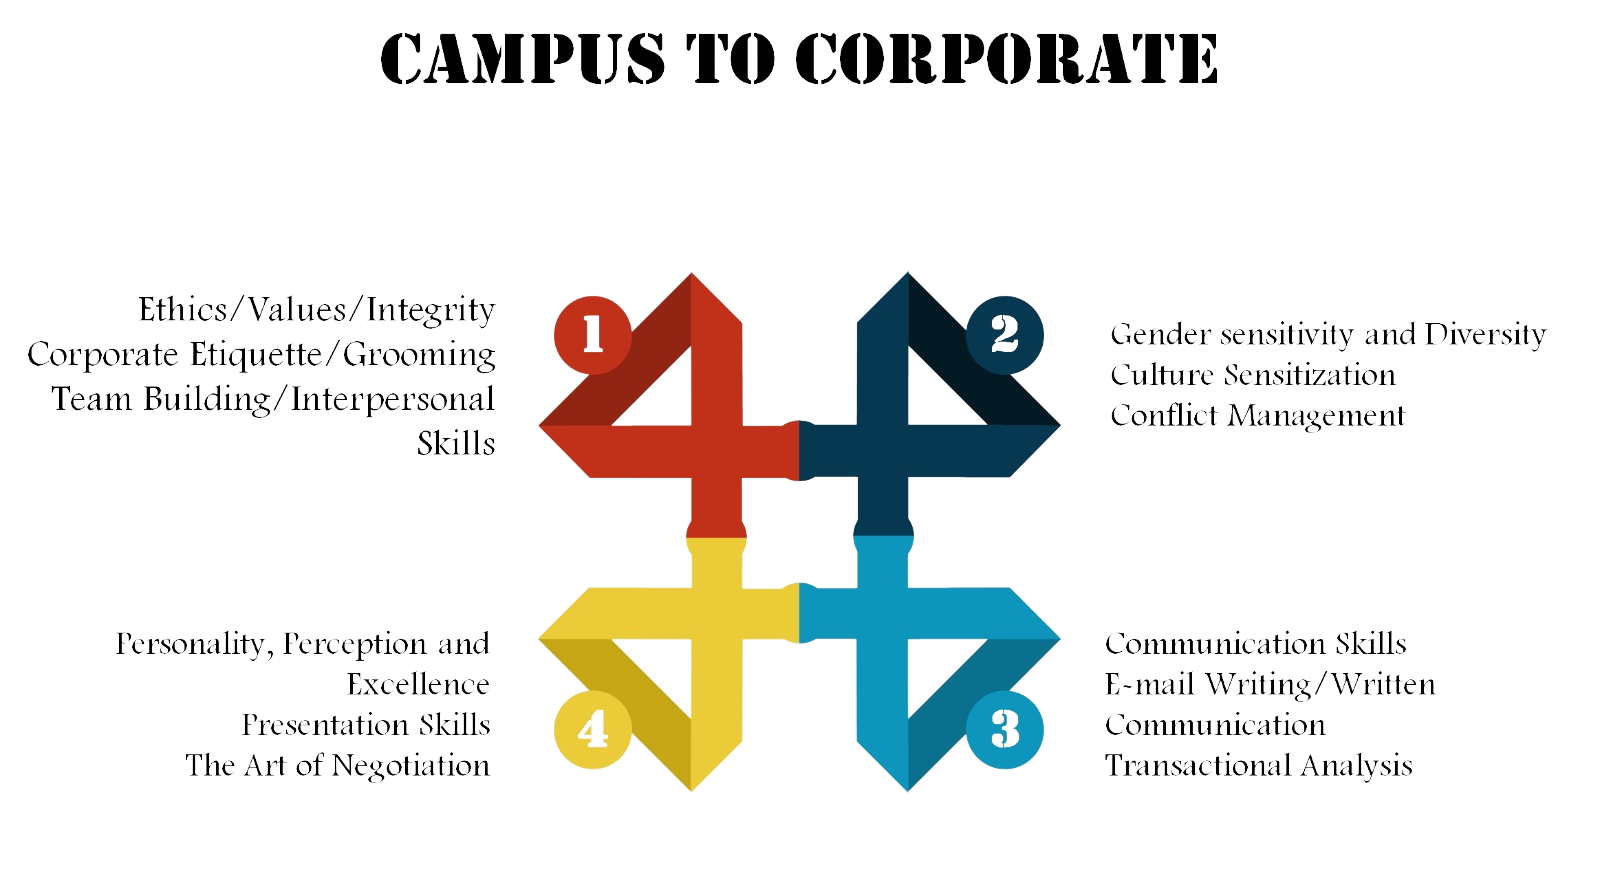 CAMPUS TO CORPORATE
1
Ethics/Values/Integrity
Corporate Etiquette/Grooming
Team Building/Interpersonal
Skills
2
Gender sensitivity and Diversity
Culture Sensitization
Conflict Management
3
Communication Skills
E-mail Writing/Written
Communication
Transactional Analysis
4
Personality, Perception and
Excellence
Presentation Skills
The Art of Negotiation